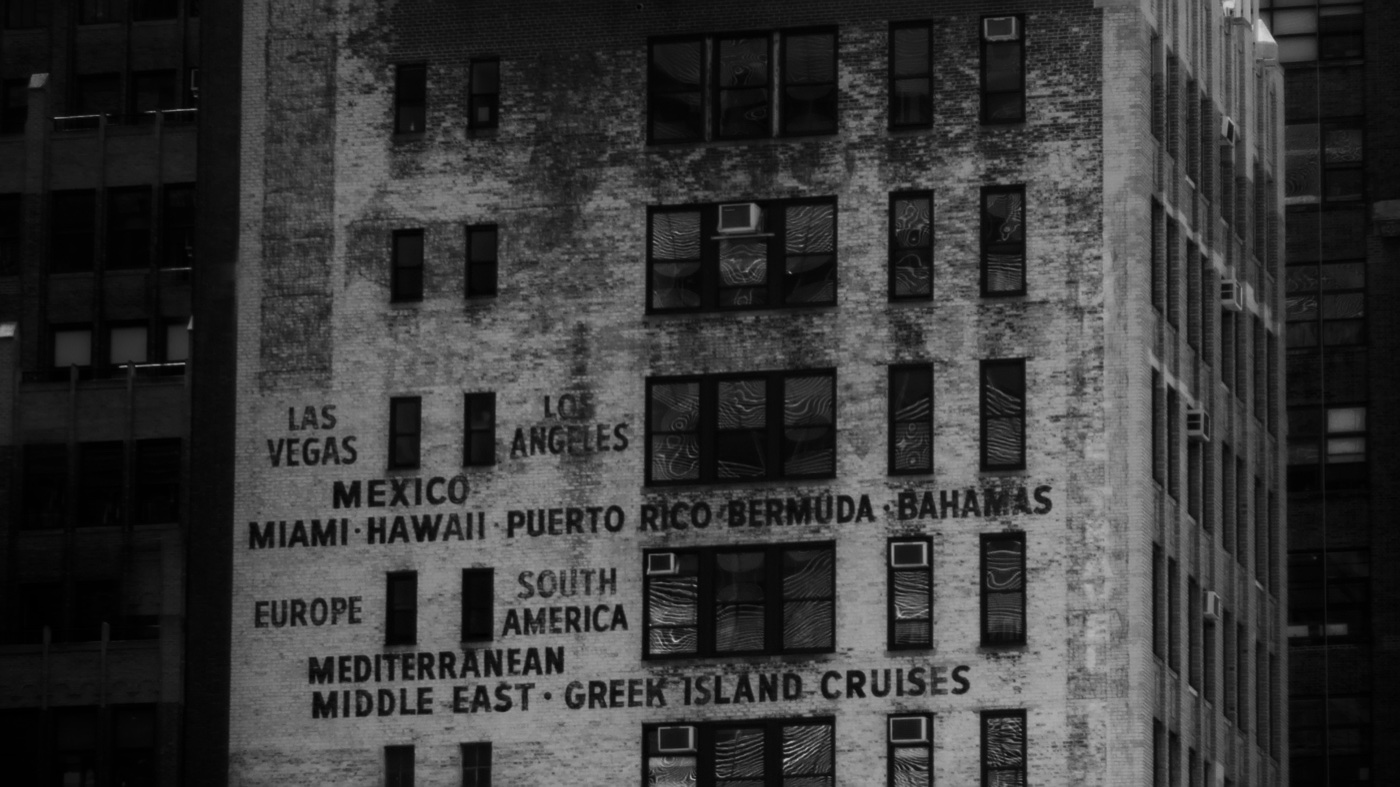 LAS VEGAS
LOS ANGELES
MEXICO
MIAMI · HAWAII · PUERTO RICO · BERMUDA · BAHAMAS
EUROPE
SOUTH AMERICA
MEDITERRANEAN
MIDDLE EAST · GREEK ISLAND CRUISES